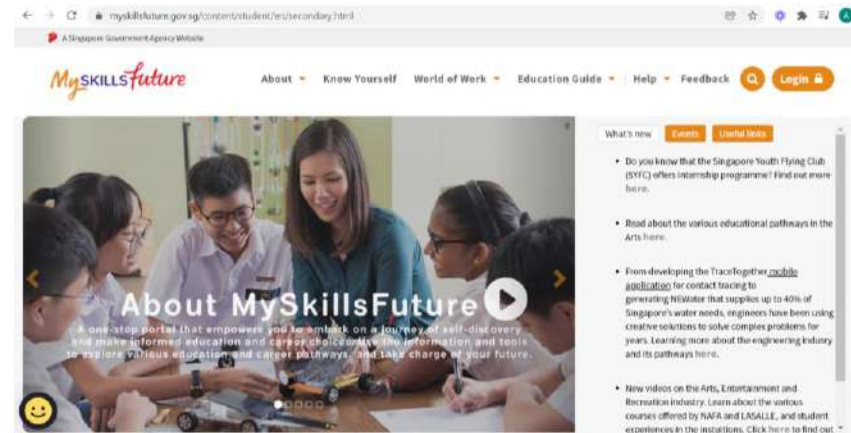 myskillsfuture.gov.sg/content/student/en/secondary.html
A Singapore Government Agency Website
MySKILLSfuture
About Know Yourself World of Work Education Guide Help Feedback Login
What's new Events Useful links
Do you know that the Singapore Youth Flying Club
(SYFC) offers internship programme? Find out more
here.
Read about the various educational pathways in the
Arts here.
From developing the TraceTogether mobile
application for contact tracing to
generating NEWater that supplies up to 40% of
Singapore's water needs, engineers have been using
creative solutions to solve complex problems for
years. Learning more about the engineering indusry
and its pathways here.
New videos on the Arts, Entertainment and
Recreation industry. Learn about the various
courses offered by NAFA and LASALLE, and student
experiences in the instuitions. Click here to find out
About MySkillsFuture
A one-stop portal that empowers you to embark on a journey of self-discovery
and make informed education and career choices. Use the information and tools
to explore various education and career pathways, and take charge of your future.